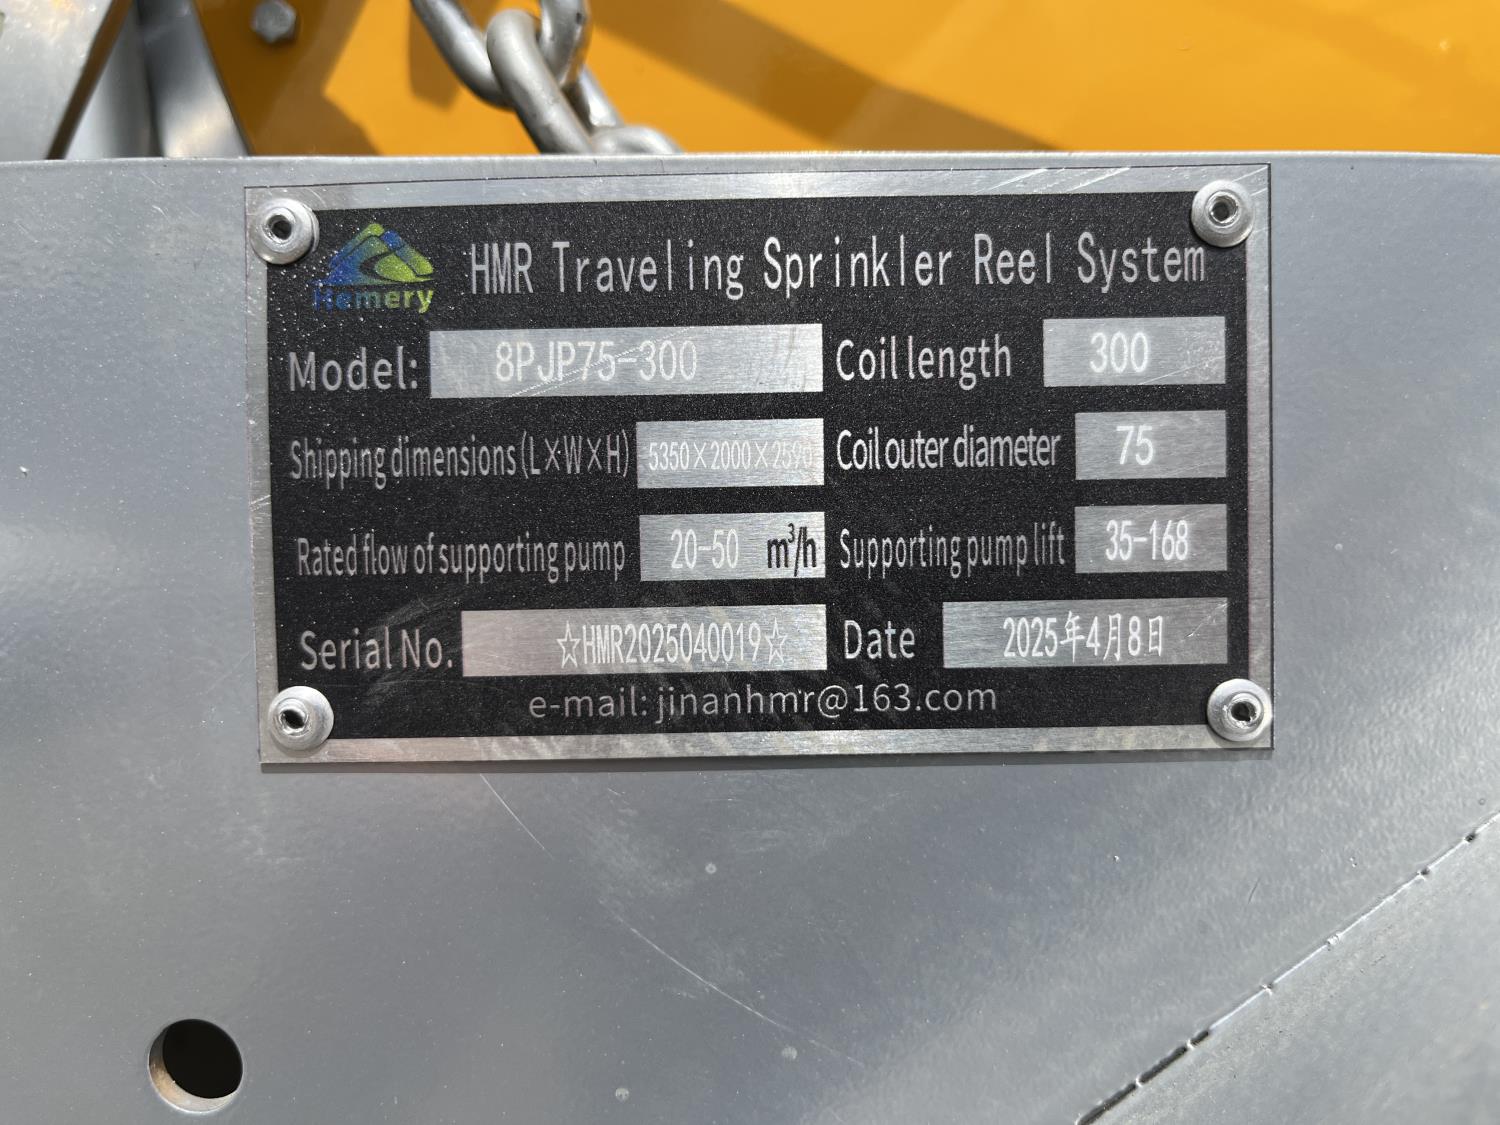 Hemery
HMR Traveling Sprinkler Reel System
Model: 8PJP75-300 Coil length 300
Shipping dimensions (L×W×H) 5350×2000×2590 Coil outer diameter 75
Rated flow of supporting pump 20-50 m³/h Supporting pump lift 35-168
Serial No. ☆HMR2025040019☆ Date 2025年4月8日
e-mail: jinanhmr@163.com